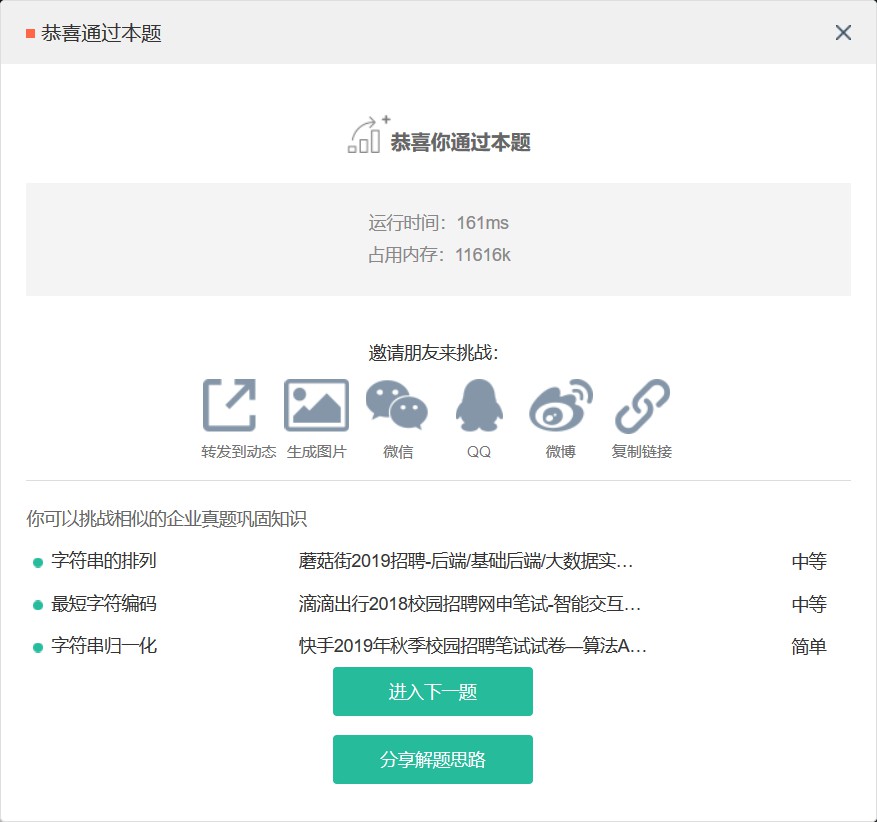 恭喜通过本题
恭喜你通过本题
运行时间：161ms
占用内存：11616k
邀请朋友来挑战：
转发到动态 生成图片 微信 QQ 微博 复制链接
你可以挑战相似的企业真题巩固知识
字符串的排列 蘑菇街2019招聘-后端/基础后端/大数据实… 中等
最短字符编码 滴滴出行2018校园招聘网申笔试-智能交互… 中等
字符串归一化 快手2019年秋季校园招聘笔试试卷—算法A… 简单
进入下一题
分享解题思路